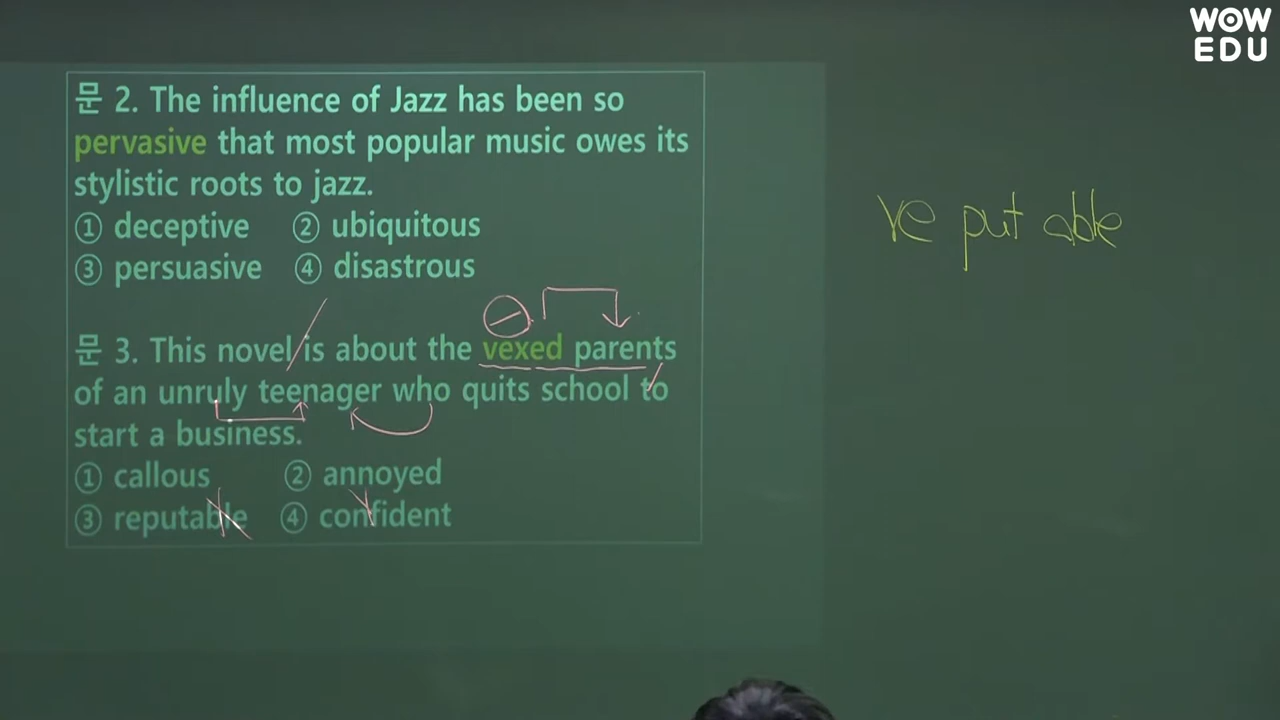 WOW
EDU
문 2. The influence of Jazz has been so
pervasive that most popular music owes its
stylistic roots to jazz.
① deceptive ② ubiquitous
③ persuasive ④ disastrous
문 3. This novel is about the vexed parents
of an unruly teenager who quits school to
start a business.
① callous ② annoyed
③ reputable ④ confident
re put able